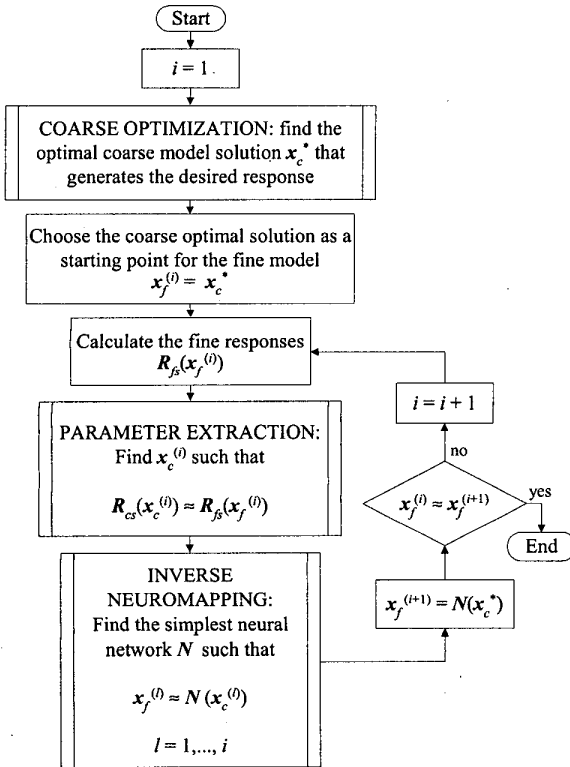 Start
i = 1
COARSE OPTIMIZATION: find the
optimal coarse model solution x_c^* that
generates the desired response
Choose the coarse optimal solution as a
starting point for the fine model
x_f^(i) = x_c^*
Calculate the fine responses
R_fs(x_f^(i))
PARAMETER EXTRACTION:
Find x_c^(i) such that
R_cs(x_c^(i)) ≈ R_fs(x_f^(i))
INVERSE
NEUROMAPPING:
Find the simplest neural
network N such that
x_f^(l) ≈ N (x_c^(l))
l = 1,..., i
x_f^(i+1) = N(x_c^*)
x_f^(i) ≈ x_f^(i+1)
yes
End
no
i = i + 1